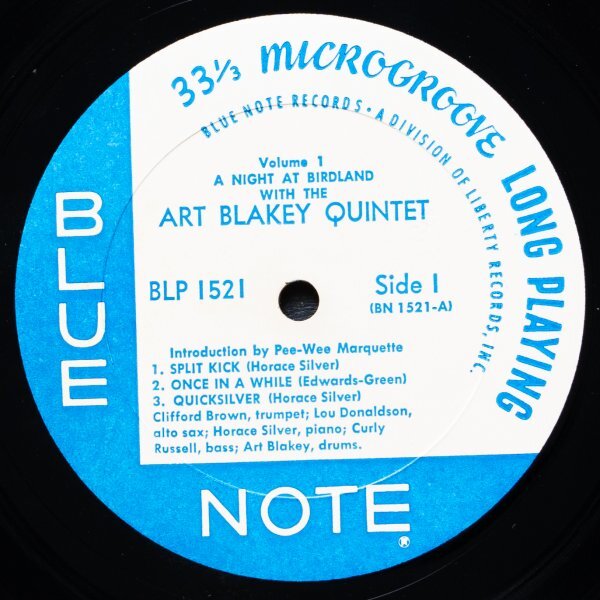 33⅓ MICROGROOVE LONG PLAYING
BLUE NOTE RECORDS • A DIVISION OF LIBERTY RECORDS, INC.
Volume 1
A NIGHT AT BIRDLAND
WITH THE
ART BLAKEY QUINTET
BLP 1521
Side 1
(BN 1521-A)
Introduction by Pee-Wee Marquette
1. SPLIT KICK (Horace Silver)
2. ONCE IN A WHILE (Edwards-Green)
3. QUICKSILVER (Horace Silver)
Clifford Brown, trumpet; Lou Donaldson,
alto sax; Horace Silver, piano; Curly
Russell, bass; Art Blakey, drums.
BLUE
NOTE
®